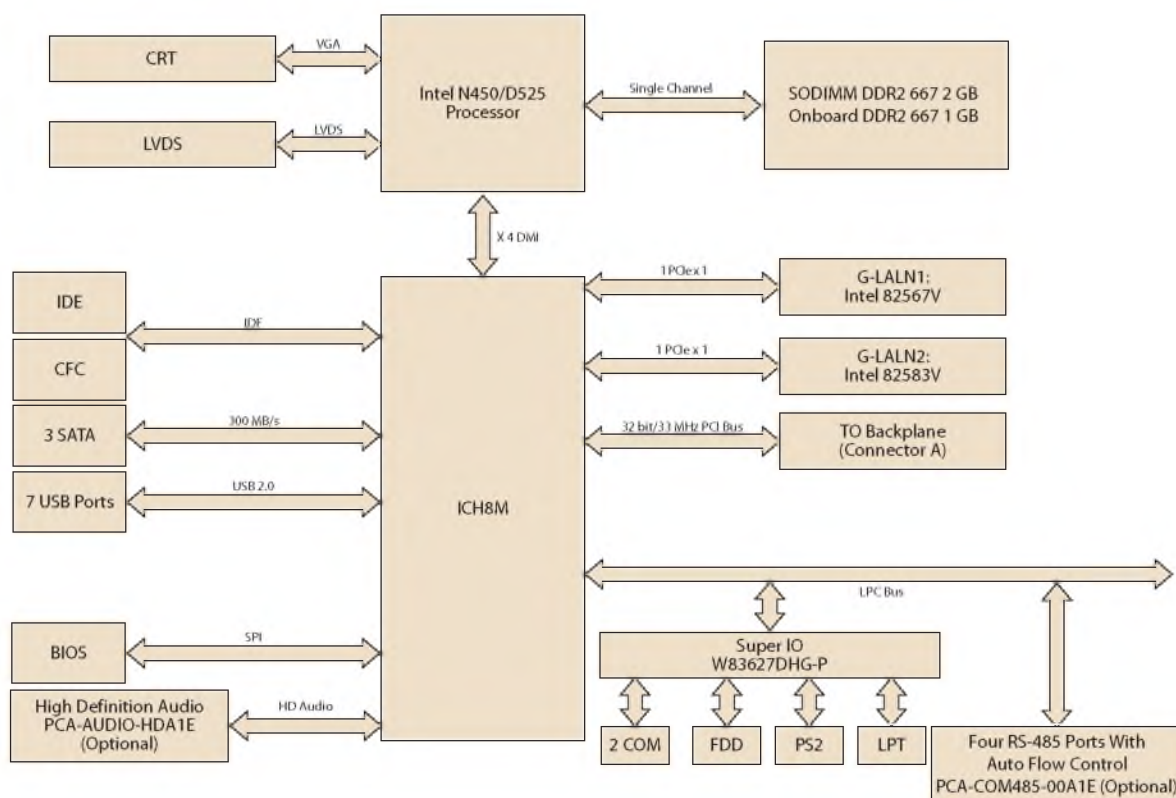 CRT
VGA
LVDS
LVDS
Intel N450/D525
Processor
Single Channel
SODIMM DDR2 667 2 GB
Onboard DDR2 667 1 GB
X 4 DMI
IDE
CFC
IDE
3 SATA
300 MB/s
7 USB Ports
USB 2.0
ICH8M
1 PCIe x 1
G-LALN1:
Intel 82567V
1 PCIe x 1
G-LALN2:
Intel 82583V
32 bit/33 MHz PCI Bus
TO Backplane
(Connector A)
LPC Bus
BIOS
SPI
High Definition Audio
PCA-AUDIO-HDA1E
(Optional)
HD Audio
Super IO
W83627DHG-P
2 COM
FDD
PS2
LPT
Four RS-485 Ports With
Auto Flow Control
PCA-COM485-00A1E (Optional)